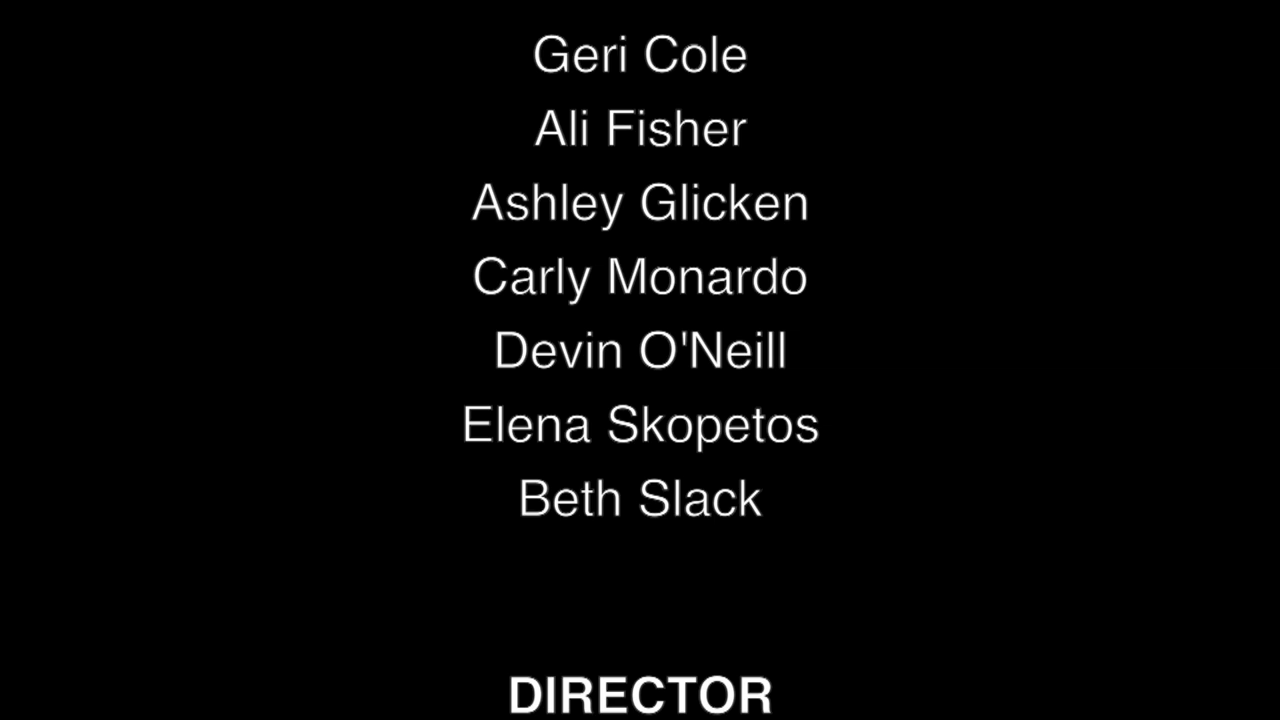 Geri Cole
Ali Fisher
Ashley Glicken
Carly Monardo
Devin O'Neill
Elena Skopetos
Beth Slack
DIRECTOR